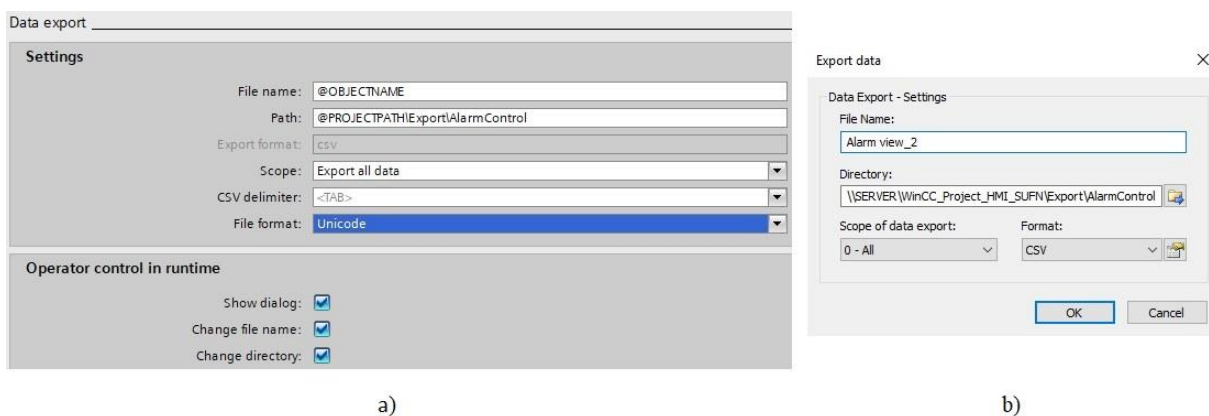 Data export
Settings
File name: @OBJECTNAME
Path: @PROJECTPATH\Export\AlarmControl
Export format: csv
Scope: Export all data
CSV delimiter: <TAB>
File format: Unicode
Operator control in runtime
Show dialog:
Change file name:
Change directory:
a)
Export data
Data Export - Settings
File Name:
Alarm view_2
Directory:
\\SERVER\WinCC_Project_HMI_SUFN\Export\AlarmControl
Scope of data export: Format:
0 - All CSV
OK Cancel
b)